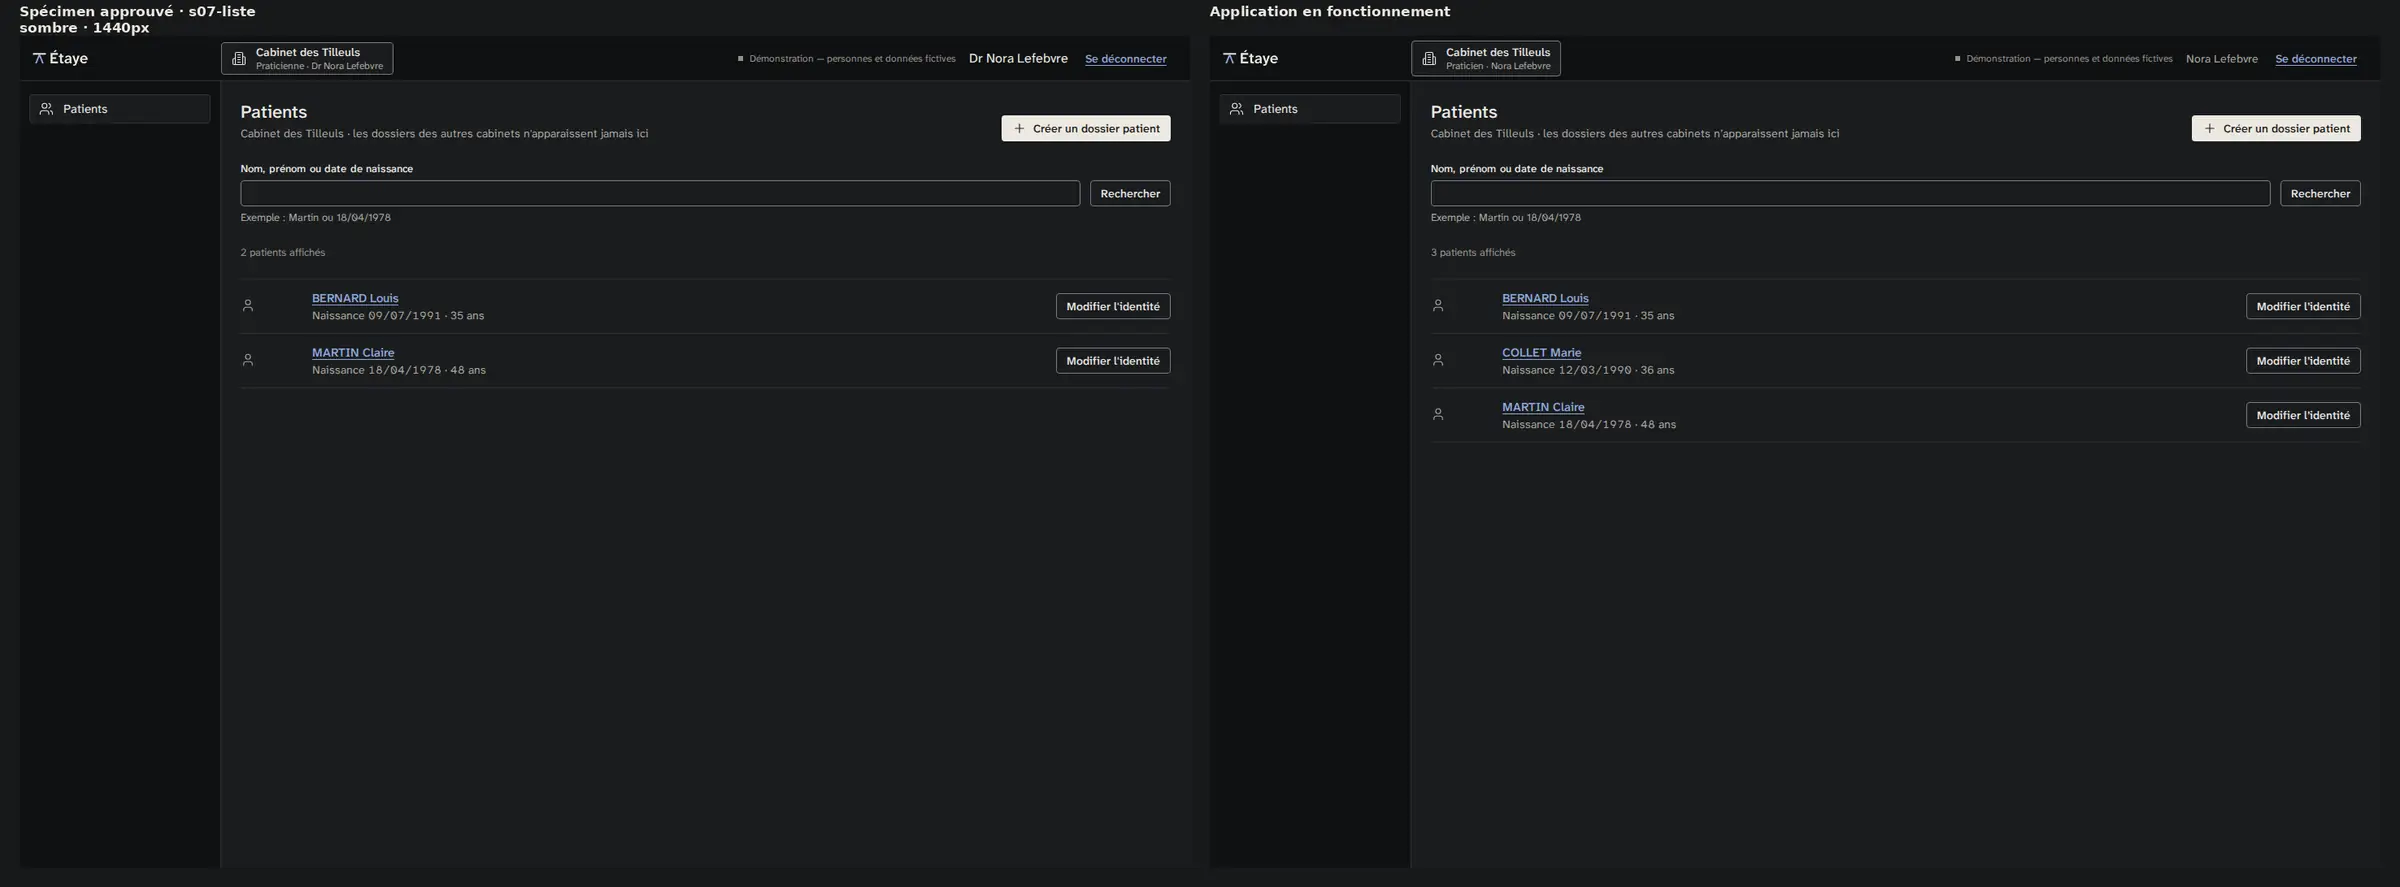 Spécimen approuvé · s07-liste
sombre · 1440px
Étaye
Cabinet des Tilleuls
Praticienne · Dr Nora Lefebvre
Démonstration — personnes et données fictives
Dr Nora Lefebvre
Se déconnecter
Patients
Patients
Cabinet des Tilleuls · les dossiers des autres cabinets n'apparaissent jamais ici
Créer un dossier patient
Nom, prénom ou date de naissance
Rechercher
Exemple : Martin ou 18/04/1978
2 patients affichés
BERNARD Louis
Naissance 09/07/1991 · 35 ans
Modifier l'identité
MARTIN Claire
Naissance 18/04/1978 · 48 ans
Modifier l'identité
Application en fonctionnement
Étaye
Cabinet des Tilleuls
Praticien · Nora Lefebvre
Démonstration — personnes et données fictives
Nora Lefebvre
Se déconnecter
Patients
Patients
Cabinet des Tilleuls · les dossiers des autres cabinets n'apparaissent jamais ici
Créer un dossier patient
Nom, prénom ou date de naissance
Rechercher
Exemple : Martin ou 18/04/1978
3 patients affichés
BERNARD Louis
Naissance 09/07/1991 · 35 ans
Modifier l'identité
COLLET Marie
Naissance 12/03/1990 · 36 ans
Modifier l'identité
MARTIN Claire
Naissance 18/04/1978 · 48 ans
Modifier l'identité